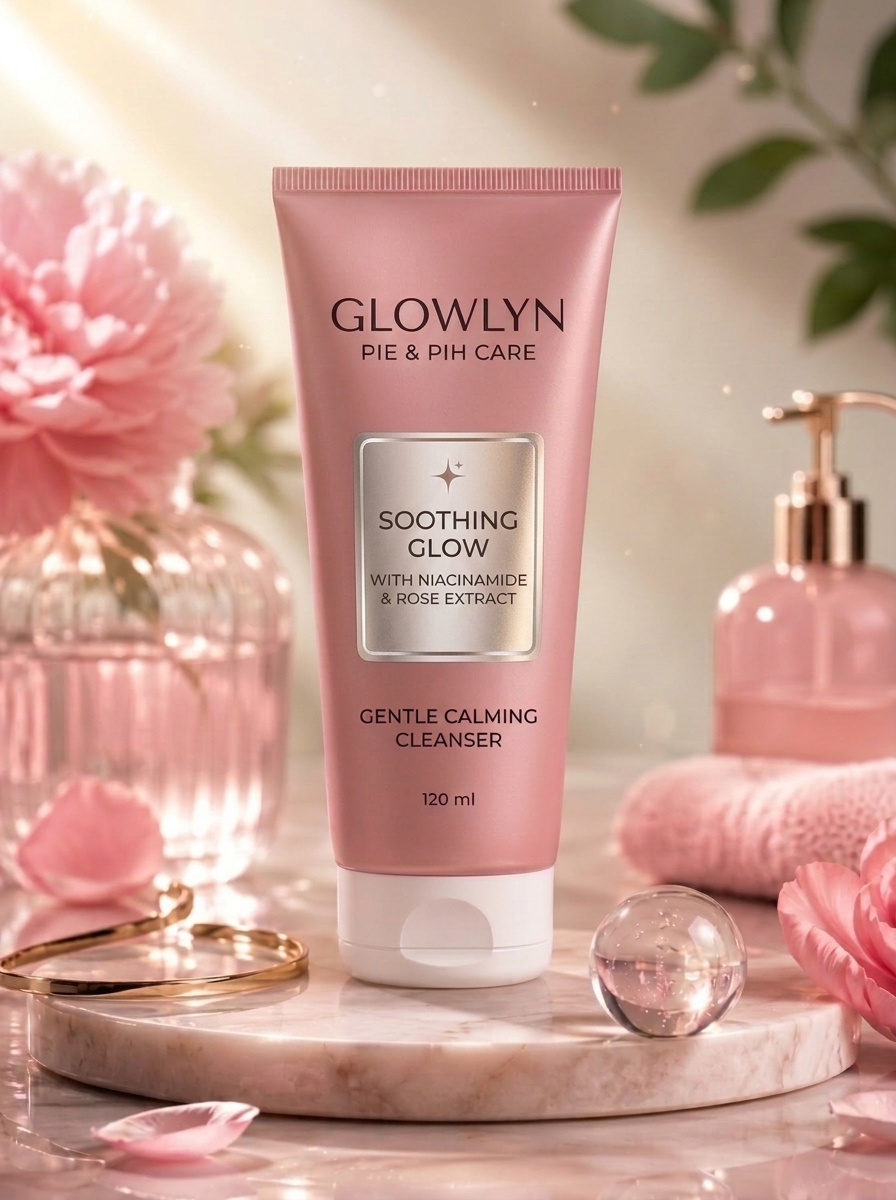 GLOWLYN
PIE & PIH CARE
SOOTHING
GLOW
WITH NIACINAMIDE
& ROSE EXTRACT
GENTLE CALMING
CLEANSER
120 ml